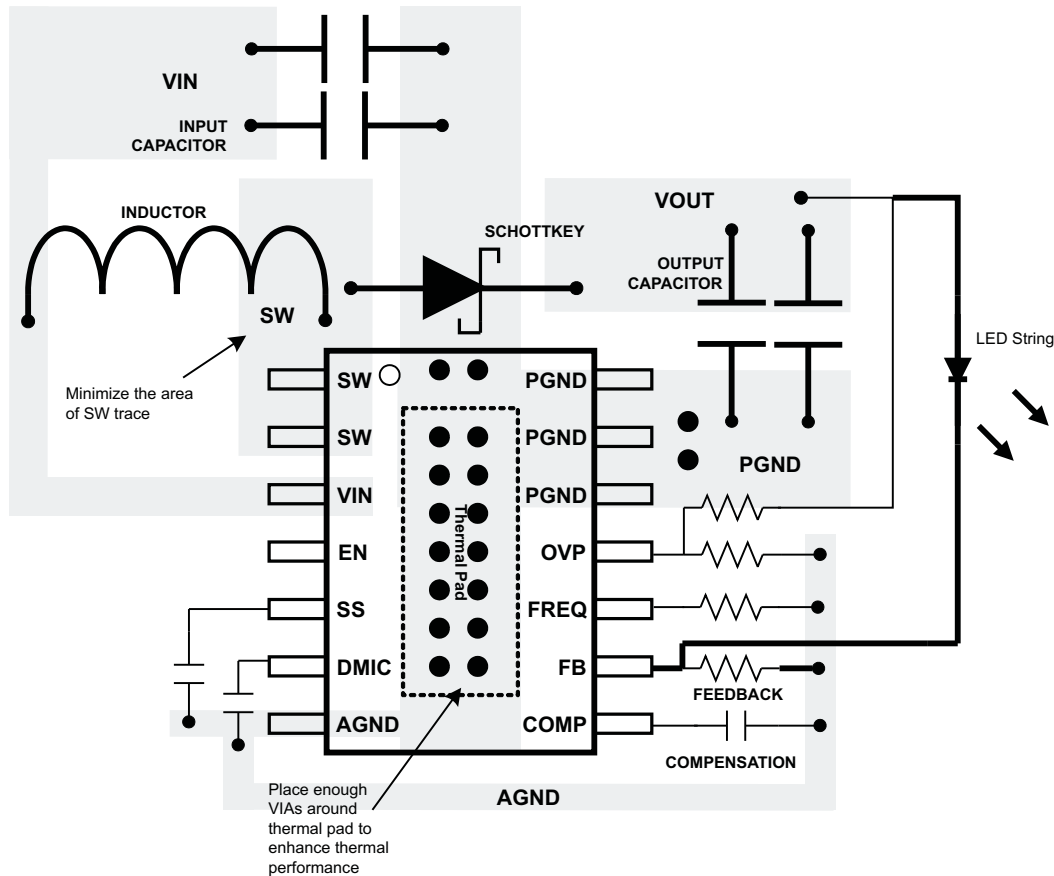 VIN
INPUT
CAPACITOR
INDUCTOR
SCHOTTKEY
VOUT
OUTPUT
CAPACITOR
SW
LED String
Minimize the area
of SW trace
SW
PGND
SW
PGND
PGND
VIN
PGND
Thermal Pad
EN
OVP
SS
FREQ
DMIC
FB
FEEDBACK
AGND
COMP
COMPENSATION
AGND
Place enough
VIAs around
thermal pad to
enhance thermal
performance